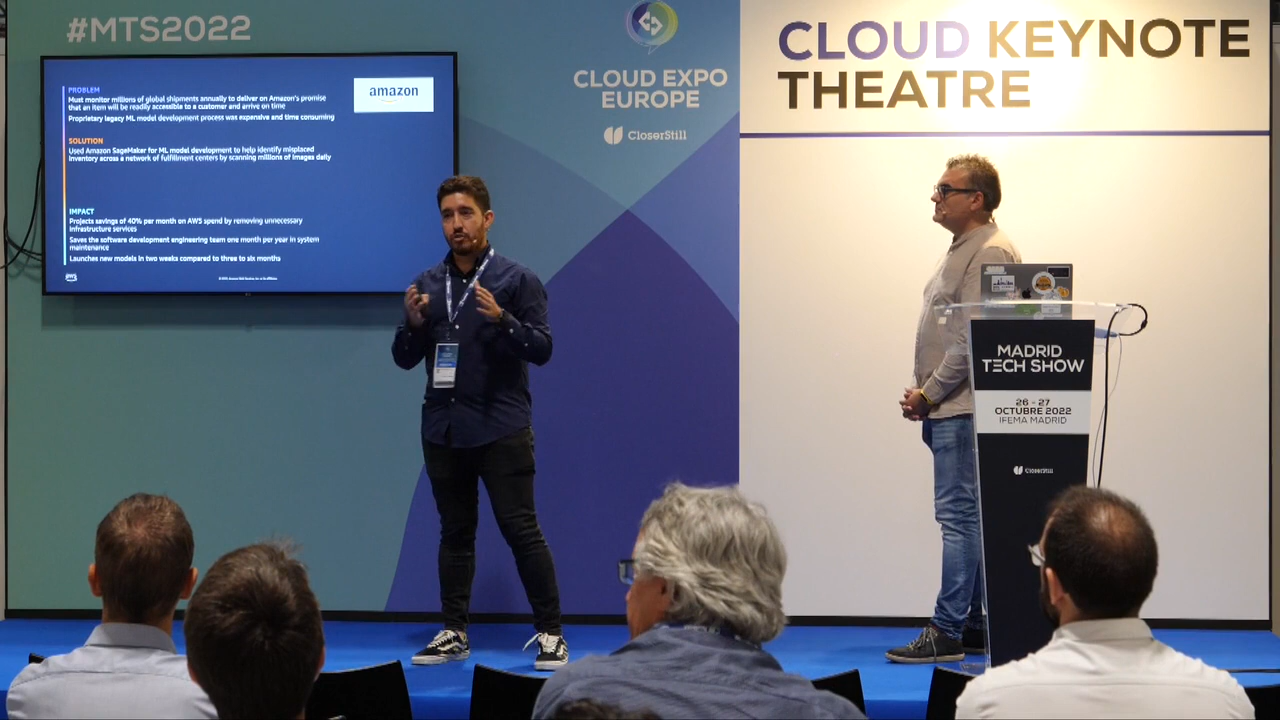 #MTS2022
PROBLEM
Must monitor millions of global shipments annually to deliver on Amazon's promise
that an item will be readily accessible to a customer and arrive on time
Proprietary legacy ML model development process was expensive and time consuming
amazon
SOLUTION
Used Amazon SageMaker for ML model development to help identify misplaced
inventory across a network of fulfillment centers by scanning millions of images daily
IMPACT
Projects savings of 40% per month on AWS spend by removing unnecessary
infrastructure services
Saves the software development engineering team one month per year in system
maintenance
Launches new models in two weeks compared to three to six months
aws
CLOUD EXPO
EUROPE
CloserStill
CLOUD KEYNOTE
THEATRE
MADRID
TECH SHOW
26 - 27
OCTUBRE 2022
IFEMA MADRID
CloserStill